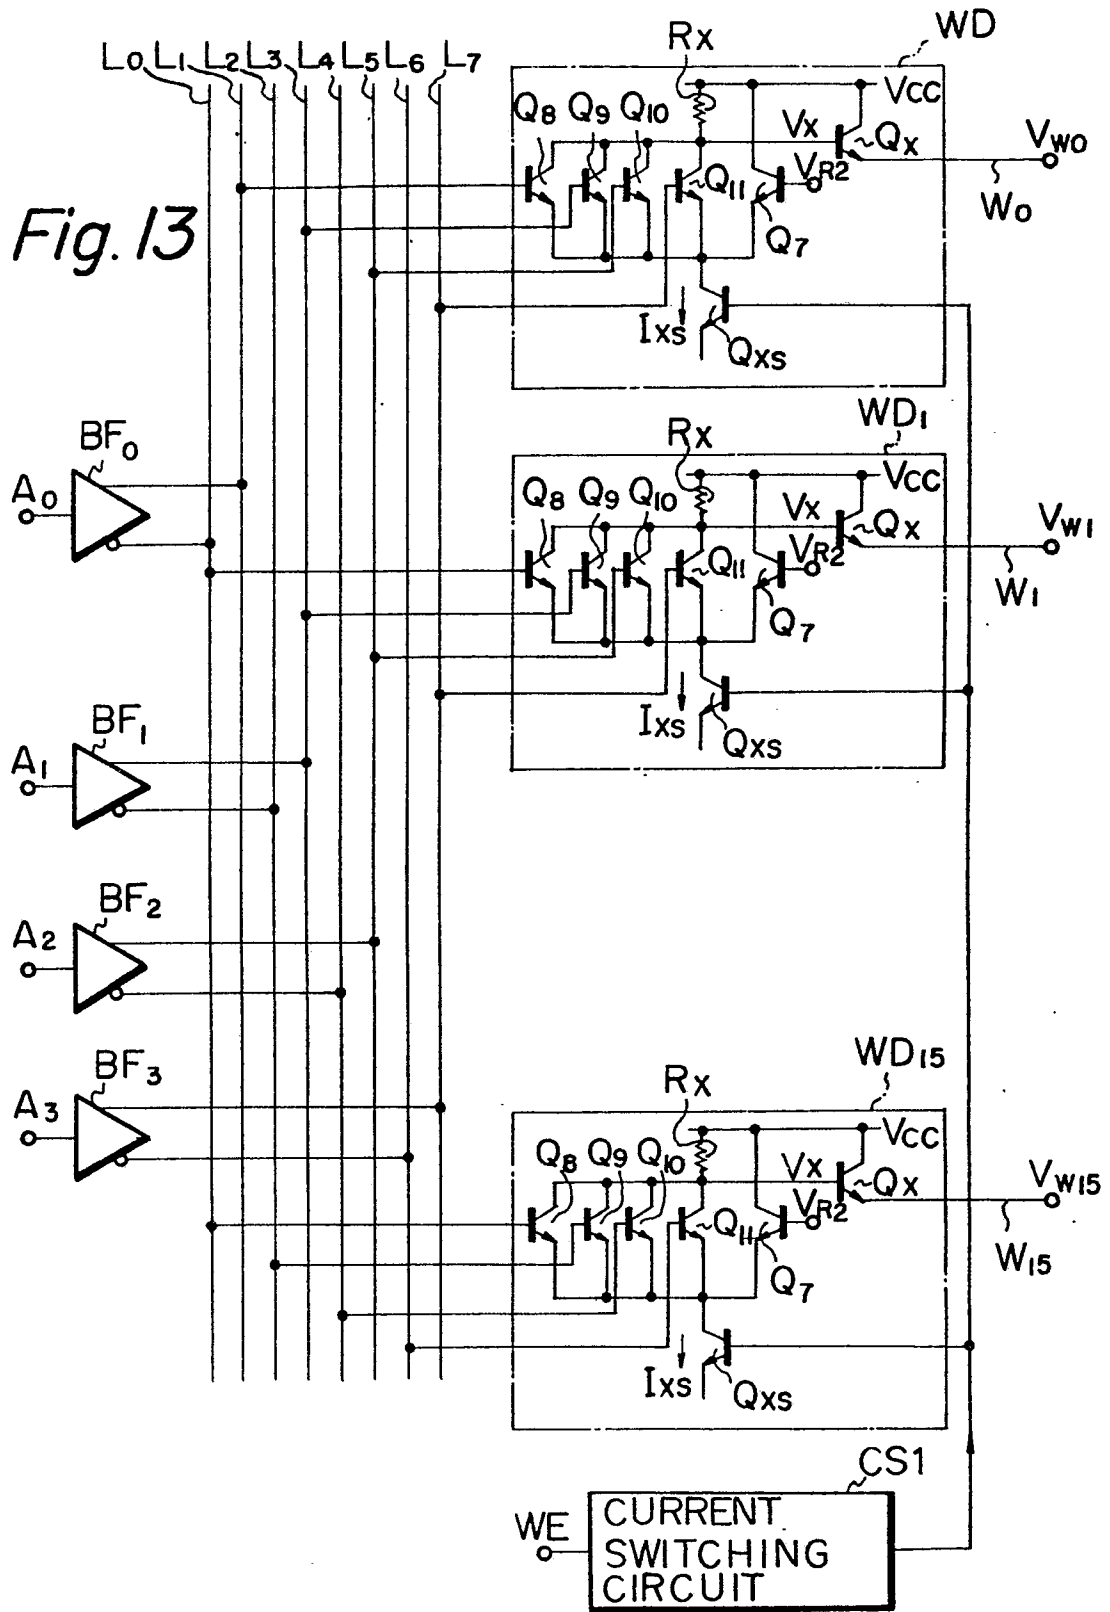 Fig. 13
L0 L1 L2 L3 L4 L5 L6 L7
WD
RX
VCC
Q8 Q9 Q10
VX
QX
VW0
Q11
VR2
W0
Q7
IXS
QXS
BF0
A0
WD1
RX
VCC
Q8 Q9 Q10
VX
QX
VW1
Q11
VR2
W1
Q7
IXS
QXS
BF1
A1
BF2
A2
BF3
A3
WD15
RX
VCC
Q8 Q9 Q10
VX
QX
VW15
Q11
VR2
W15
Q7
IXS
QXS
CS1
WE
CURRENT
SWITCHING
CIRCUIT